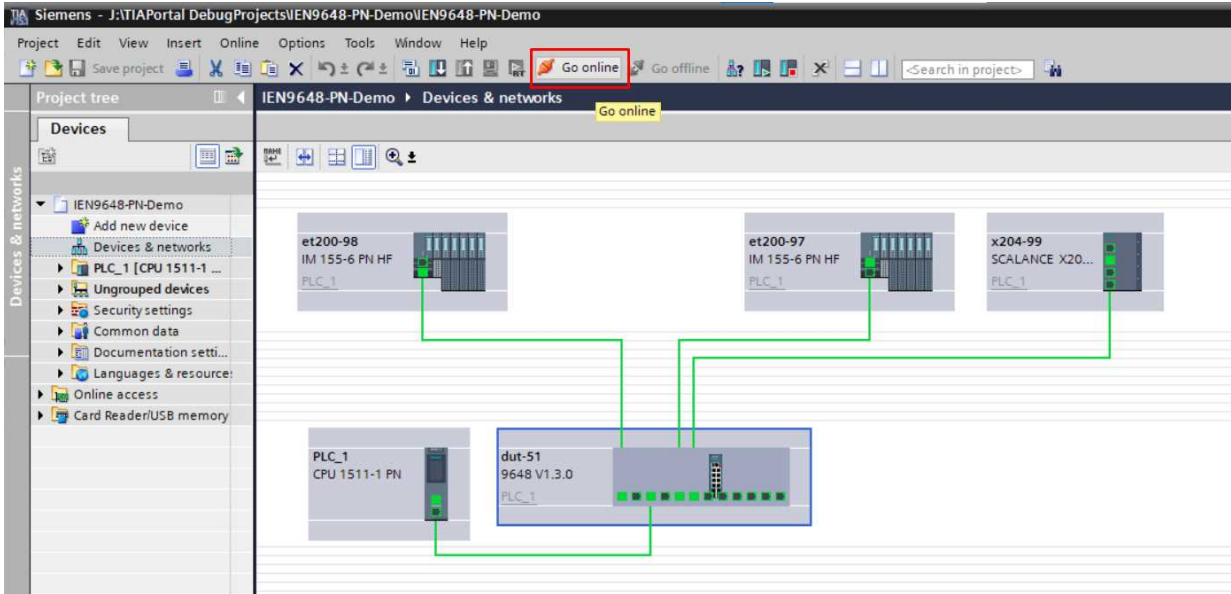 Siemens - J:\TIAPortal DebugProjects\IEN9648-PN-Demo\IEN9648-PN-Demo
Project Edit View Insert Online Options Tools Window Help
Save project Go online Go offline <Search in project>
Project tree IEN9648-PN-Demo Devices & networks
Go online
Devices
Devices & networks
IEN9648-PN-Demo
Add new device
Devices & networks
PLC_1 [CPU 1511-1 ...
Ungrouped devices
Security settings
Common data
Documentation setti...
Languages & resource
Online access
Card Reader/USB memory
et200-98
IM 155-6 PN HF
PLC_1
et200-97
IM 155-6 PN HF
PLC_1
x204-99
SCALANCE X20...
PLC_1
PLC_1
CPU 1511-1 PN
dut-51
9648 V1.3.0
PLC_1